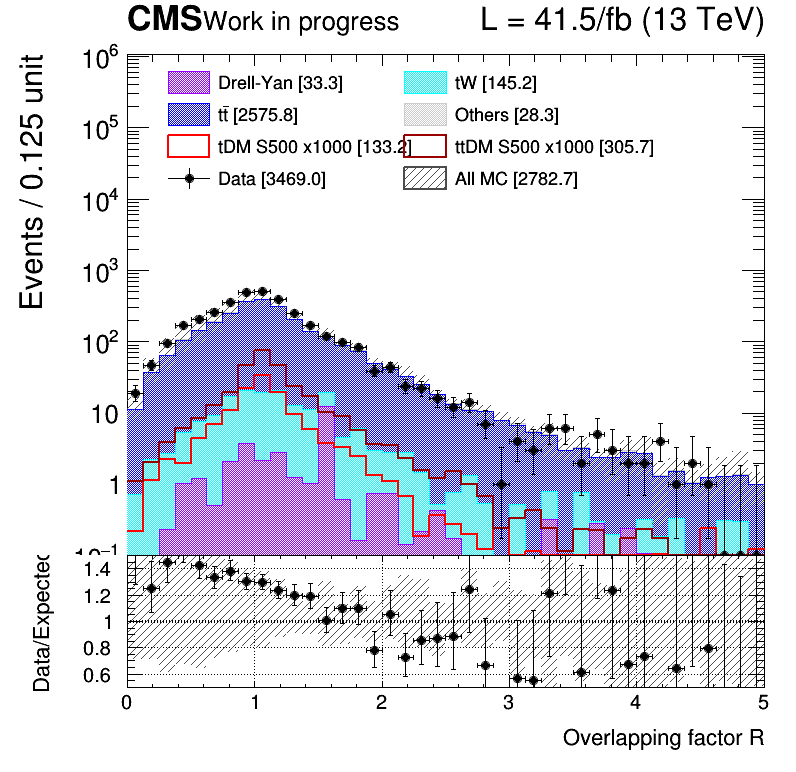 CMS Work in progress L = 41.5/fb (13 TeV)
Events / 0.125 unit
10⁶
10⁵
10⁴
10³
10²
10
1
10⁻¹
Drell-Yan [33.3] tW [145.2]
tt̄ [2575.8] Others [28.3]
tDM S500 x1000 [133.2] ttDM S500 x1000 [305.7]
Data [3469.0] All MC [2782.7]
Data/Expected
1.4
1.2
1
0.8
0.6
0 1 2 3 4 5
Overlapping factor R